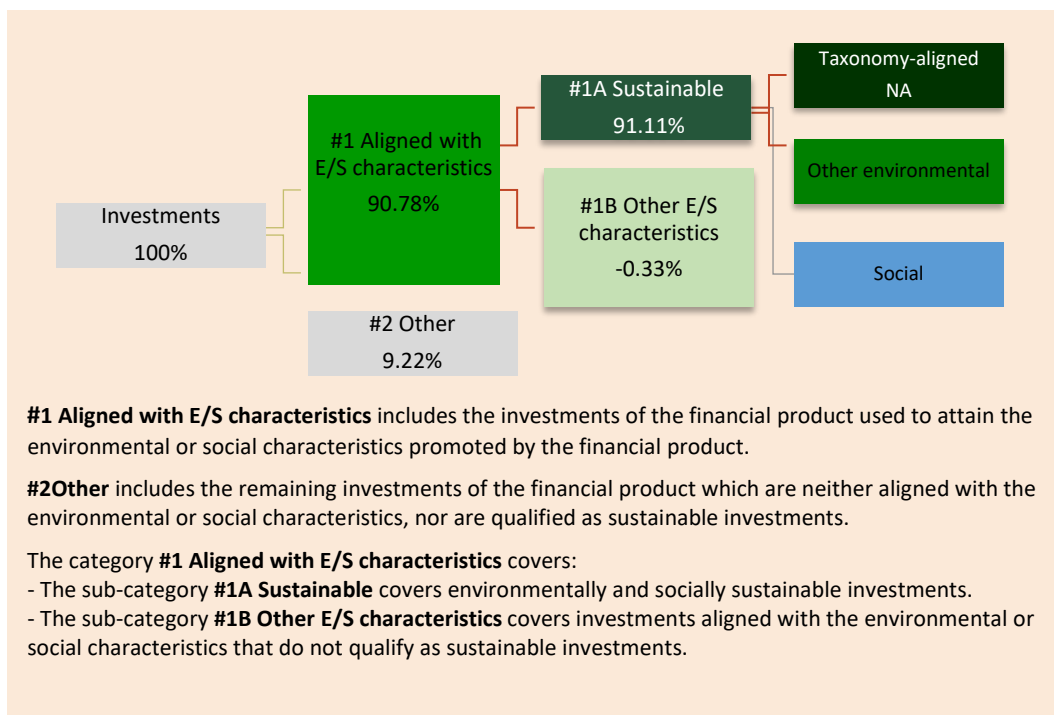 Investments
100%
#1 Aligned with
E/S characteristics
90.78%
#2 Other
9.22%
#1A Sustainable
91.11%
#1B Other E/S
characteristics
-0.33%
Taxonomy-aligned
NA
Other environmental
Social
#1 Aligned with E/S characteristics includes the investments of the financial product used to attain the
environmental or social characteristics promoted by the financial product.
#2Other includes the remaining investments of the financial product which are neither aligned with the
environmental or social characteristics, nor are qualified as sustainable investments.
The category #1 Aligned with E/S characteristics covers:
- The sub-category #1A Sustainable covers environmentally and socially sustainable investments.
- The sub-category #1B Other E/S characteristics covers investments aligned with the environmental or
social characteristics that do not qualify as sustainable investments.